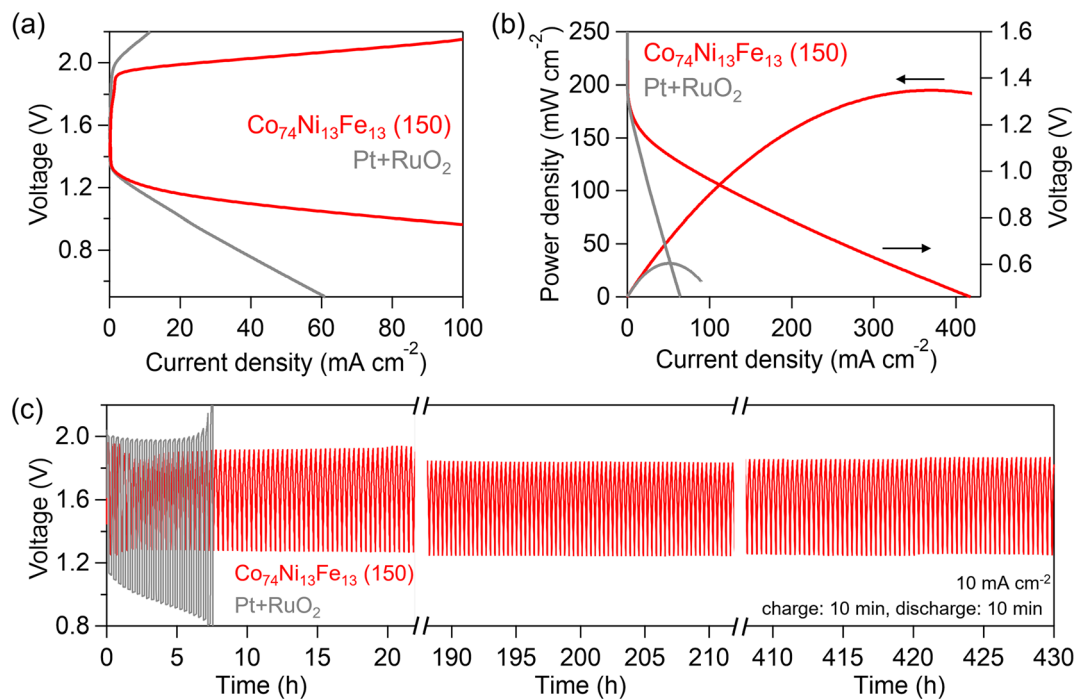 (a)
Voltage (V)
2.0
1.6
1.2
0.8
Co74Ni13Fe13 (150)
Pt+RuO2
0 20 40 60 80 100
Current density (mA cm-2)
(b)
Power density (mW cm-2)
250
200
150
100
50
0
Co74Ni13Fe13 (150)
Pt+RuO2
1.6
1.4
1.2
1.0
0.8
0.6
Voltage (V)
0 100 200 300 400
Current density (mA cm-2)
(c)
Voltage (V)
2.0
1.6
1.2
0.8
Co74Ni13Fe13 (150)
Pt+RuO2
10 mA cm-2
charge: 10 min, discharge: 10 min
0 5 10 15 20 190 195 200 205 210 410 415 420 425 430
Time (h) Time (h) Time (h)